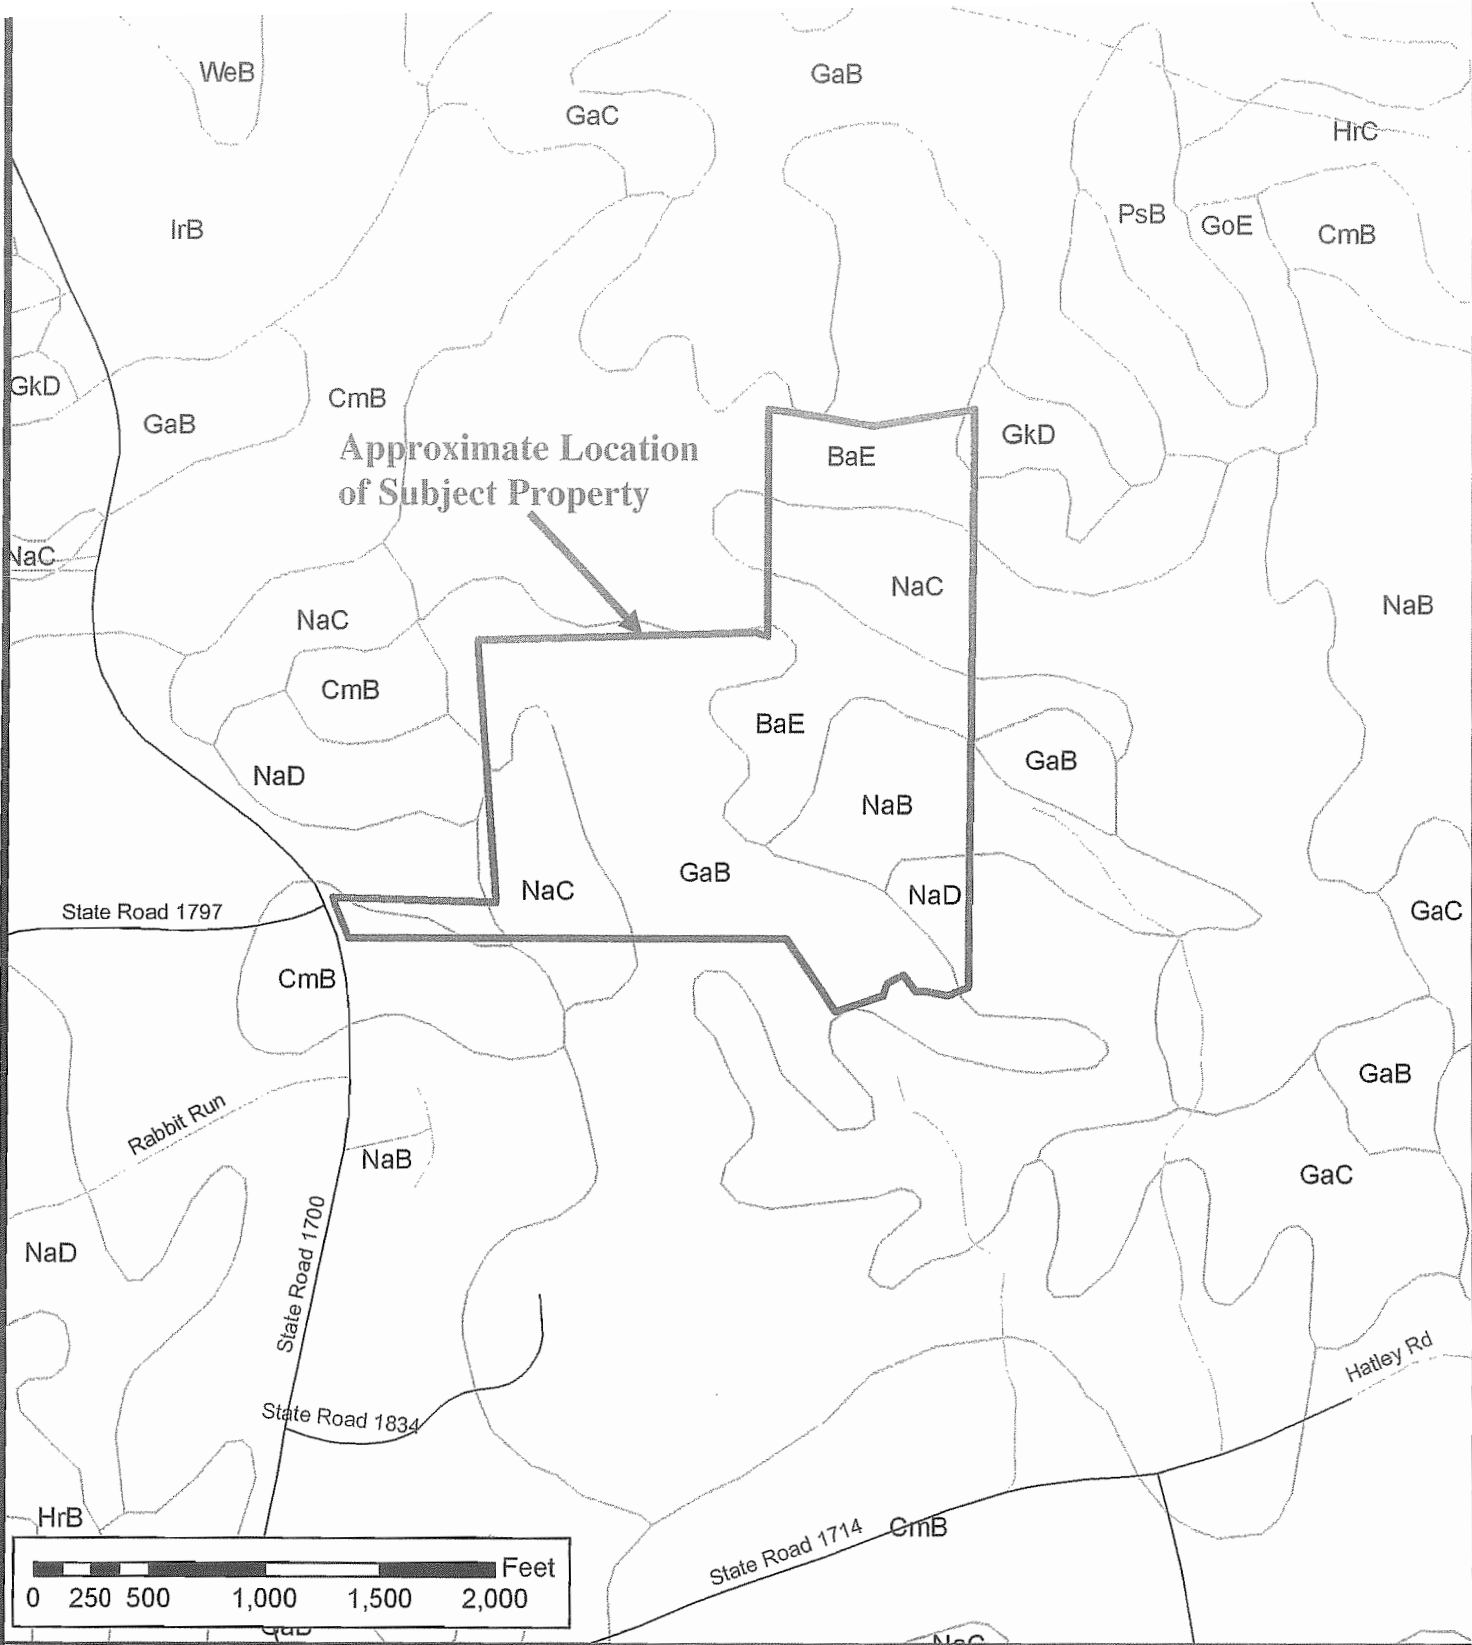 WeB
GaB
GaC
HrC
PsB
GoE
CmB
IrB
GkD
GaB
CmB
Approximate Location
of Subject Property
BaE
GkD
NaC
NaC
NaC
NaB
CmB
BaE
NaD
GaB
NaB
NaC
GaB
NaD
State Road 1797
GaC
CmB
GaB
Rabbit Run
NaB
GaC
State Road 1700
NaD
Hatley Rd
State Road 1834
HrB
State Road 1714
CmB
Feet
0 250 500 1,000 1,500 2,000
GaB
NaC